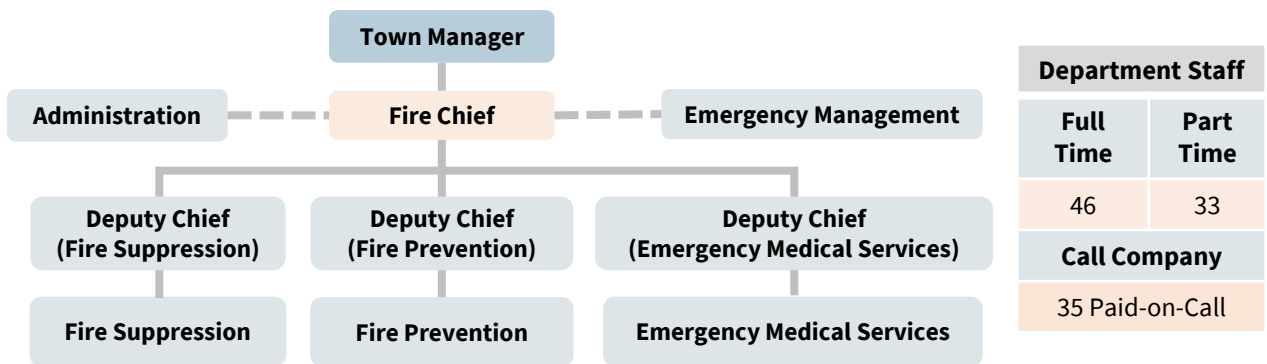 Town Manager
Administration
Fire Chief
Emergency Management
Deputy Chief
(Fire Suppression)
Deputy Chief
(Fire Prevention)
Deputy Chief
(Emergency Medical Services)
Fire Suppression
Fire Prevention
Emergency Medical Services
Department Staff
Full
Time
Part
Time
46
33
Call Company
35 Paid-on-Call